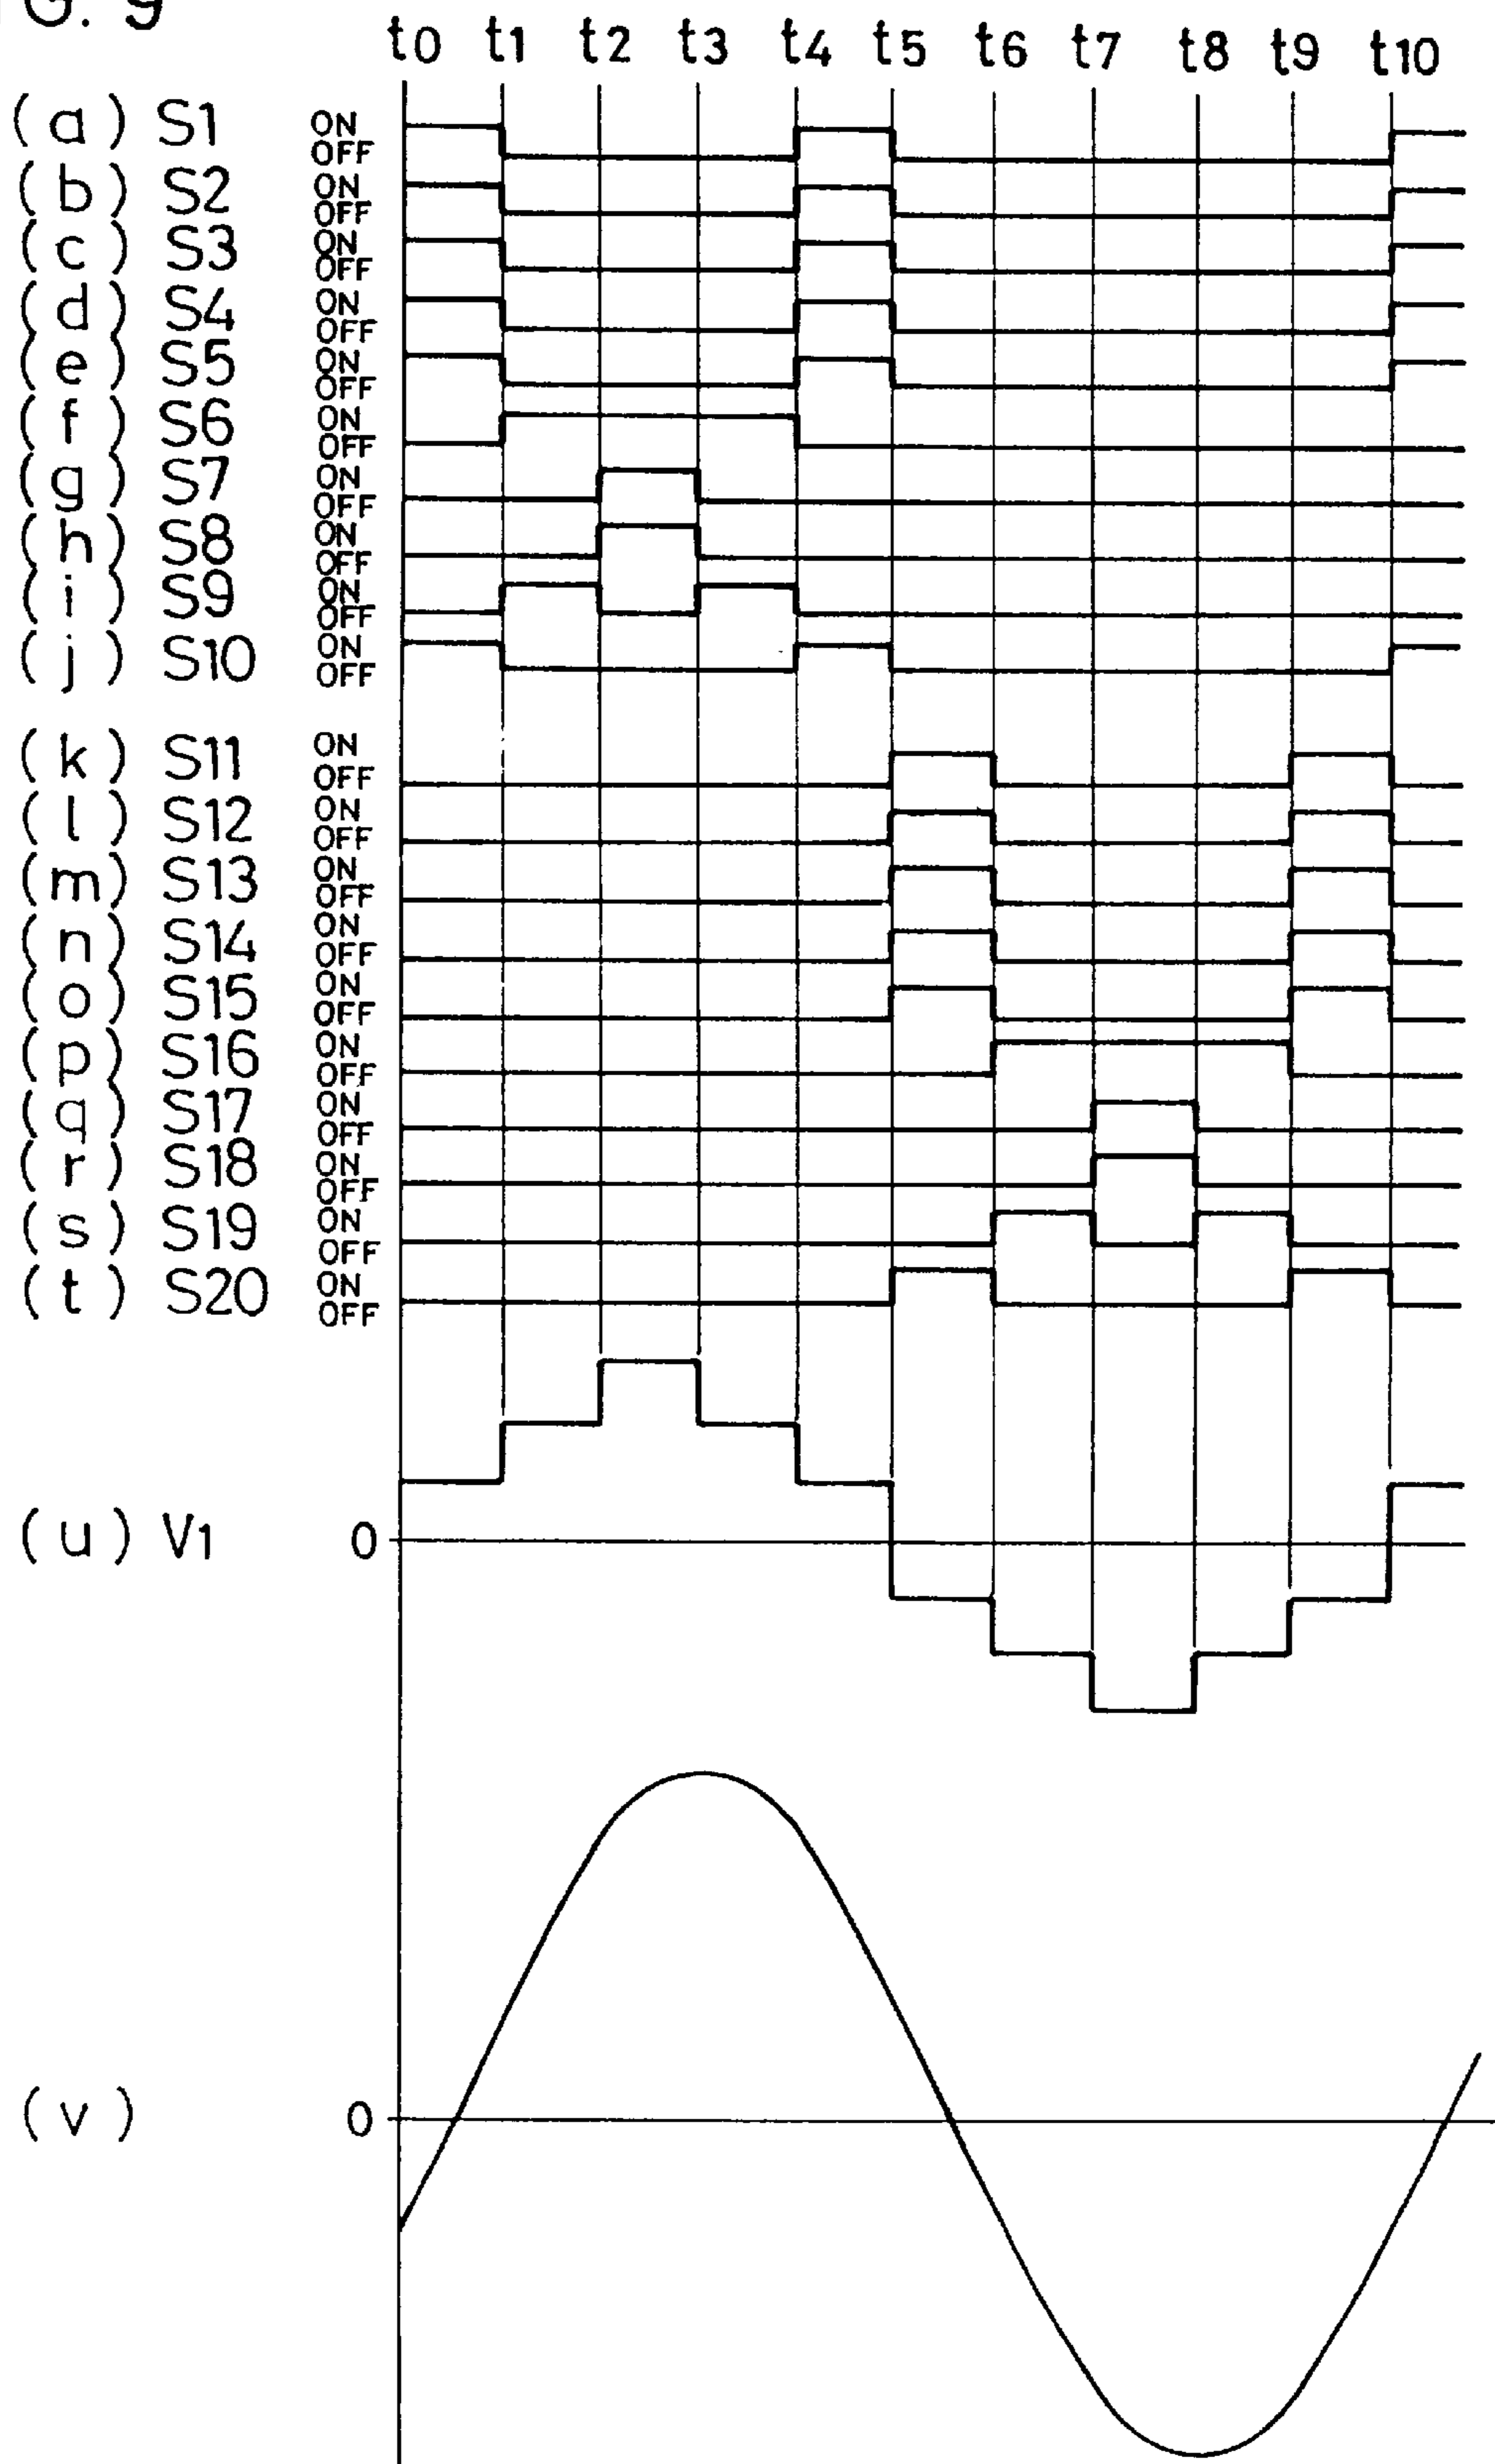 G. 9
t0 t1 t2 t3 t4 t5 t6 t7 t8 t9 t10
(a) S1 ON
OFF
(b) S2 ON
OFF
(c) S3 ON
OFF
(d) S4 ON
OFF
(e) S5 ON
OFF
(f) S6 ON
OFF
(g) S7 ON
OFF
(h) S8 ON
OFF
(i) S9 ON
OFF
(j) S10 ON
OFF
(k) S11 ON
OFF
(l) S12 ON
OFF
(m) S13 ON
OFF
(n) S14 ON
OFF
(o) S15 ON
OFF
(p) S16 ON
OFF
(q) S17 ON
OFF
(r) S18 ON
OFF
(s) S19 ON
OFF
(t) S20 ON
OFF
(u) V1 0
(v) 0